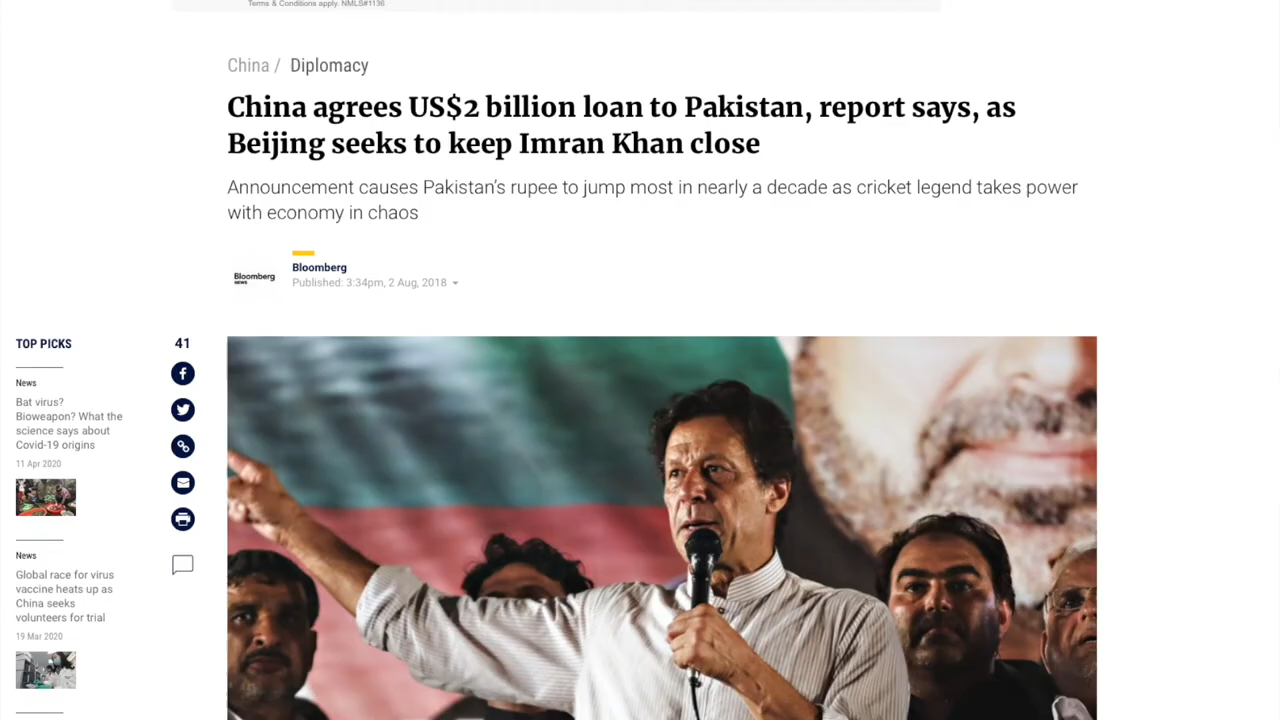 Terms & Conditions apply. NMLS#1136
China / Diplomacy
China agrees US$2 billion loan to Pakistan, report says, as
Beijing seeks to keep Imran Khan close
Announcement causes Pakistan's rupee to jump most in nearly a decade as cricket legend takes power
with economy in chaos
Bloomberg
NEWS
Bloomberg
Published: 3:34pm, 2 Aug, 2018
TOP PICKS
41
News
Bat virus?
Bioweapon? What the
science says about
Covid-19 origins
11 Apr 2020
News
Global race for virus
vaccine heats up as
China seeks
volunteers for trial
19 Mar 2020